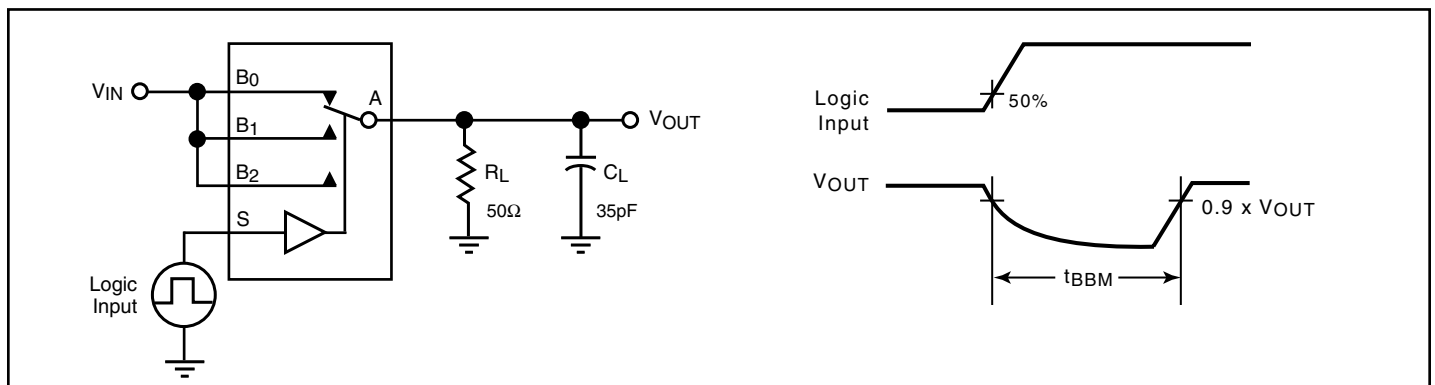 VIN
B0
B1
B2
S
A
VOUT
RL
50Ω
CL
35pF
Logic
Input
Logic
Input
50%
VOUT
0.9 x VOUT
tBBM